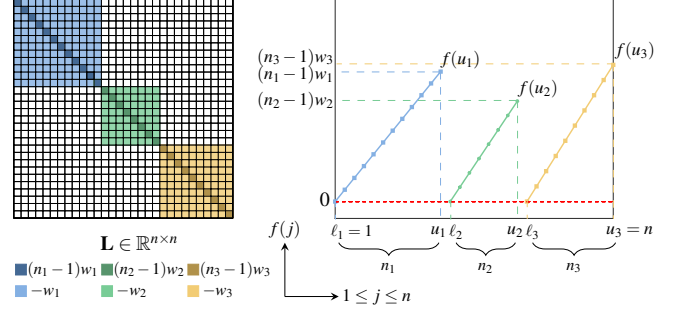 (n₃−1)w₃
(n₁−1)w₁
(n₂−1)w₂
0
f(u₁)
f(u₂)
f(u₃)
ℓ₁ = 1 u₁ ℓ₂ u₂ ℓ₃ u₃ = n
n₁ n₂ n₃
f(j)
1 ≤ j ≤ n
L ∈ ℝⁿˣⁿ
(n₁−1)w₁ (n₂−1)w₂ (n₃−1)w₃
−w₁ −w₂ −w₃